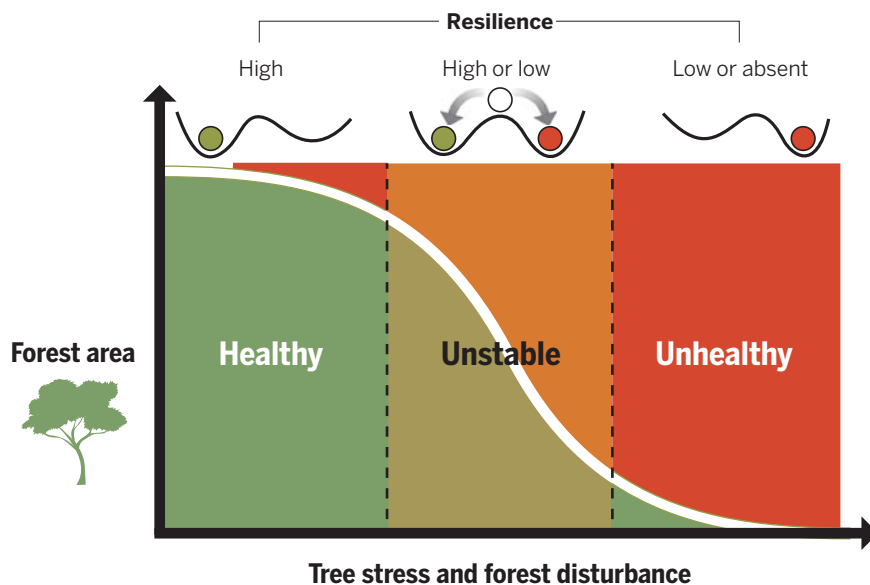 Resilience
High
High or low
Low or absent
Forest area
Healthy
Unstable
Unhealthy
Tree stress and forest disturbance